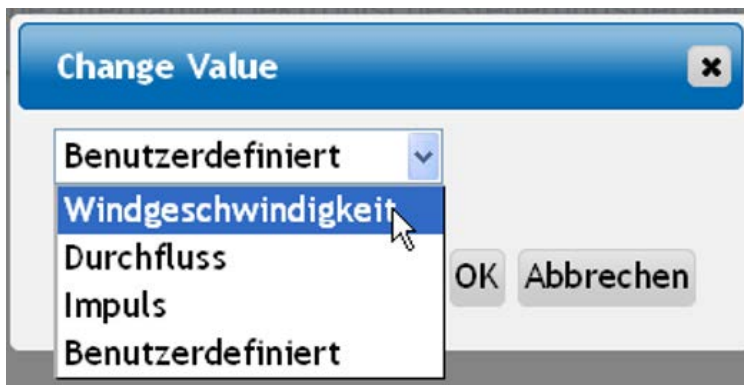 Change Value
Benutzerdefiniert
Windgeschwindigkeit
Durchfluss
Impuls
Benutzerdefiniert
OK Abbrechen